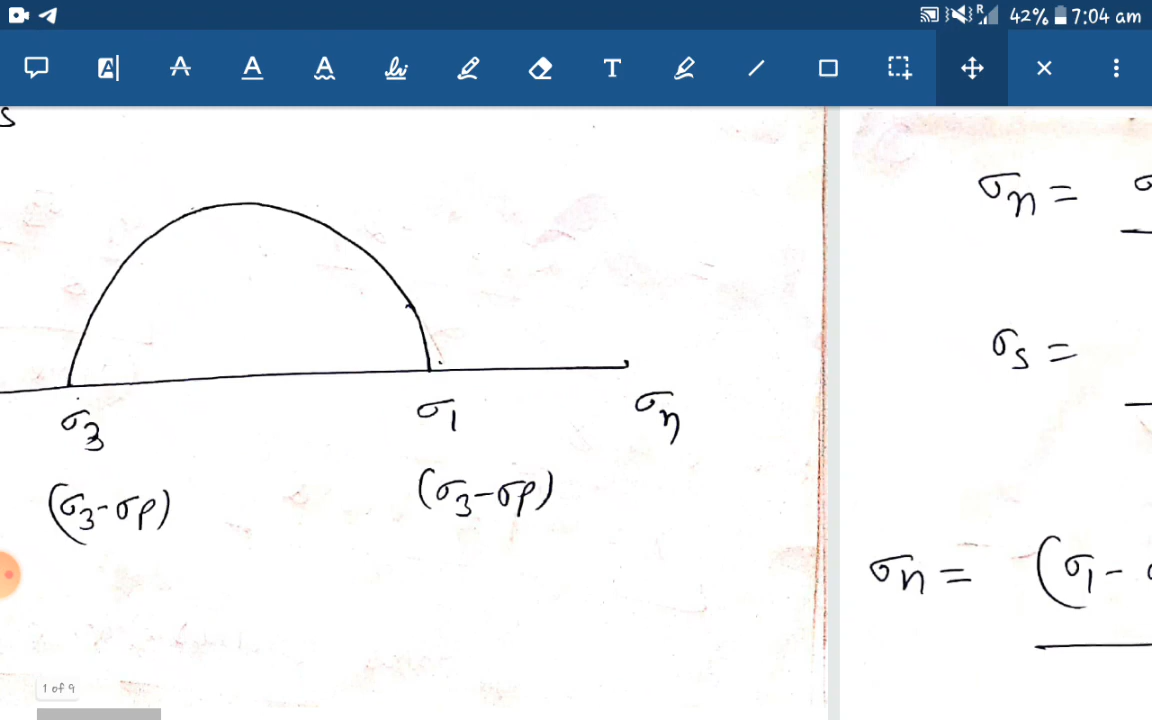 42% 7:04 am
s
σ3 σ1 σn
(σ3-σp) (σ3-σp)
σn =
σs =
σn = (σ1 -
1 of 9